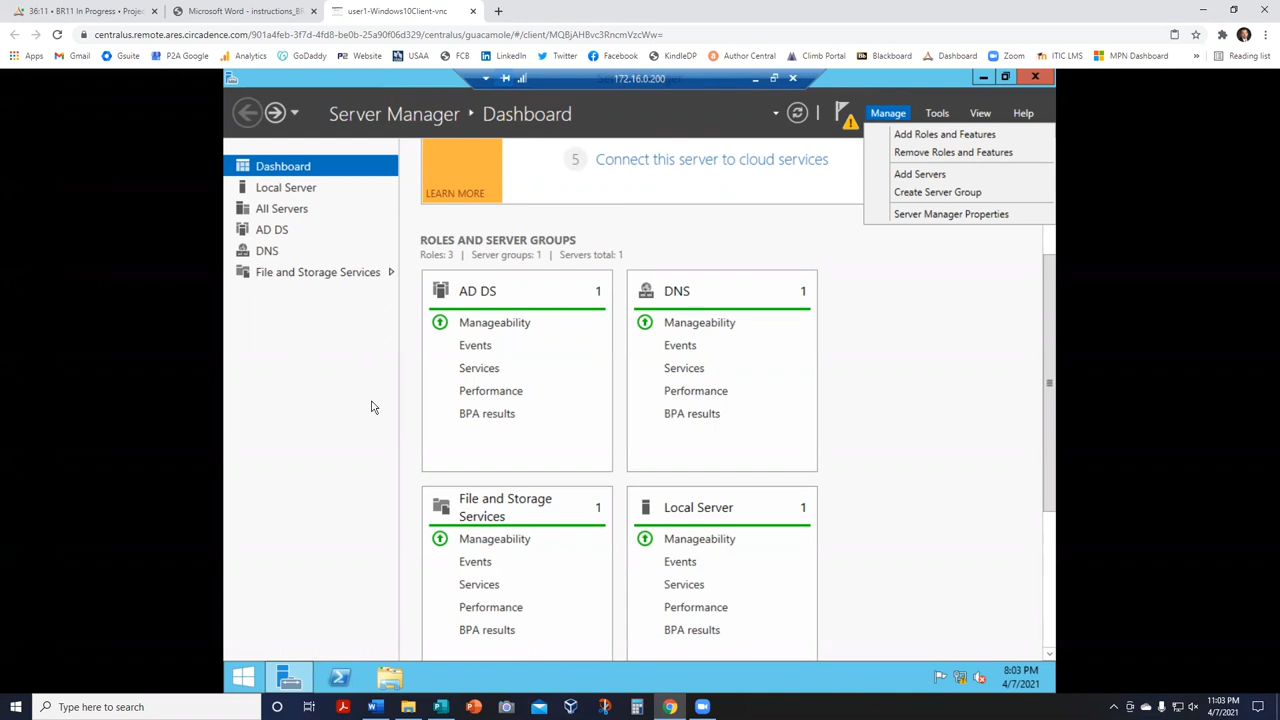 36:11 • BR11 In Progress • Projec
Microsoft Word - instructions_BR
user1-Windows10Client-vnc
centralus.remote.ares.circadence.com/901a4feb-3f7d-4fd8-be0b-25a90f06d329/centralus/guacamole/#/client/MQBjAHBvc3RncmVzcWw=
Apps
Gmail
Gsuite
P2A Google
Analytics
GoDaddy
Website
USAA
LinkedIn
Twitter
Facebook
KindleDP
Author Central
Climb Portal
Blackboard
Dashboard
Zoom
ITIC LMS
MPN Dashboard
Reading list
172.16.0.200
Server Manager
Dashboard
Manage
Tools
View
Help
Add Roles and Features
Remove Roles and Features
Add Servers
Create Server Group
Server Manager Properties
Dashboard
Local Server
All Servers
AD DS
DNS
File and Storage Services
LEARN MORE
5
Connect this server to cloud services
ROLES AND SERVER GROUPS
Roles: 3 | Server groups: 1 | Servers total: 1
AD DS 1
Manageability
Events
Services
Performance
BPA results
DNS 1
Manageability
Events
Services
Performance
BPA results
File and Storage
Services 1
Manageability
Events
Services
Performance
BPA results
Local Server 1
Manageability
Events
Services
Performance
BPA results
8:03 PM
4/7/2021
Type here to search
11:03 PM
4/7/2021